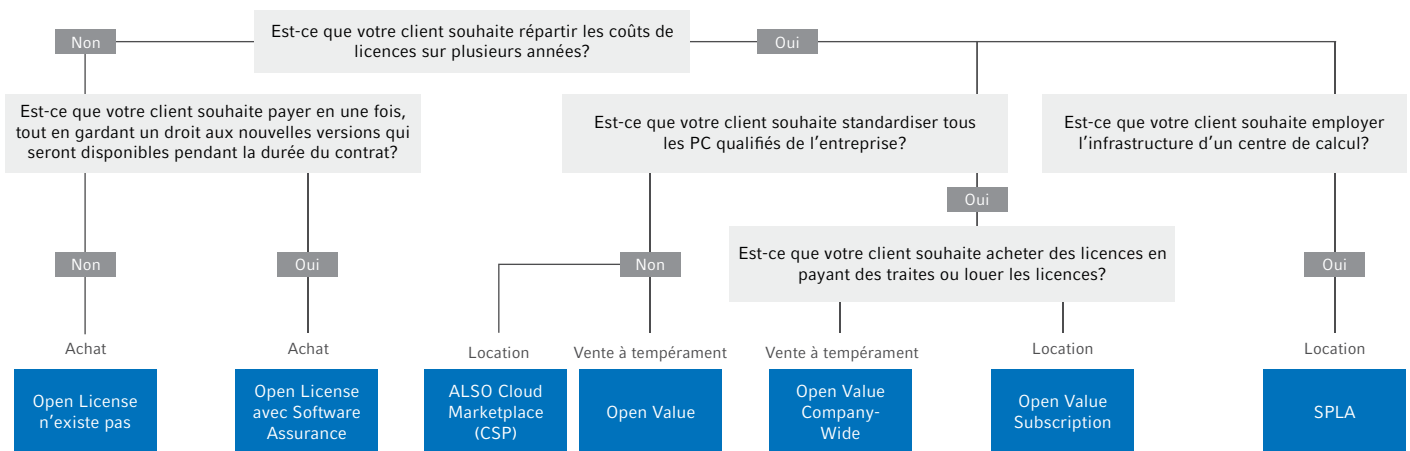 Non
Est-ce que votre client souhaite répartir les coûts de
licences sur plusieurs années?
Oui
Est-ce que votre client souhaite payer en une fois,
tout en gardant un droit aux nouvelles versions qui
seront disponibles pendant la durée du contrat?
Est-ce que votre client souhaite standardiser tous
les PC qualifiés de l'entreprise?
Est-ce que votre client souhaite employer
l'infrastructure d'un centre de calcul?
Oui
Est-ce que votre client souhaite acheter des licences en
payant des traites ou louer les licences?
Non
Oui
Non
Oui
Achat
Achat
Location
Vente à tempérament
Vente à tempérament
Location
Location
Open License
n'existe pas
Open License
avec Software
Assurance
ALSO Cloud
Marketplace
(CSP)
Open Value
Open Value
Company-
Wide
Open Value
Subscription
SPLA